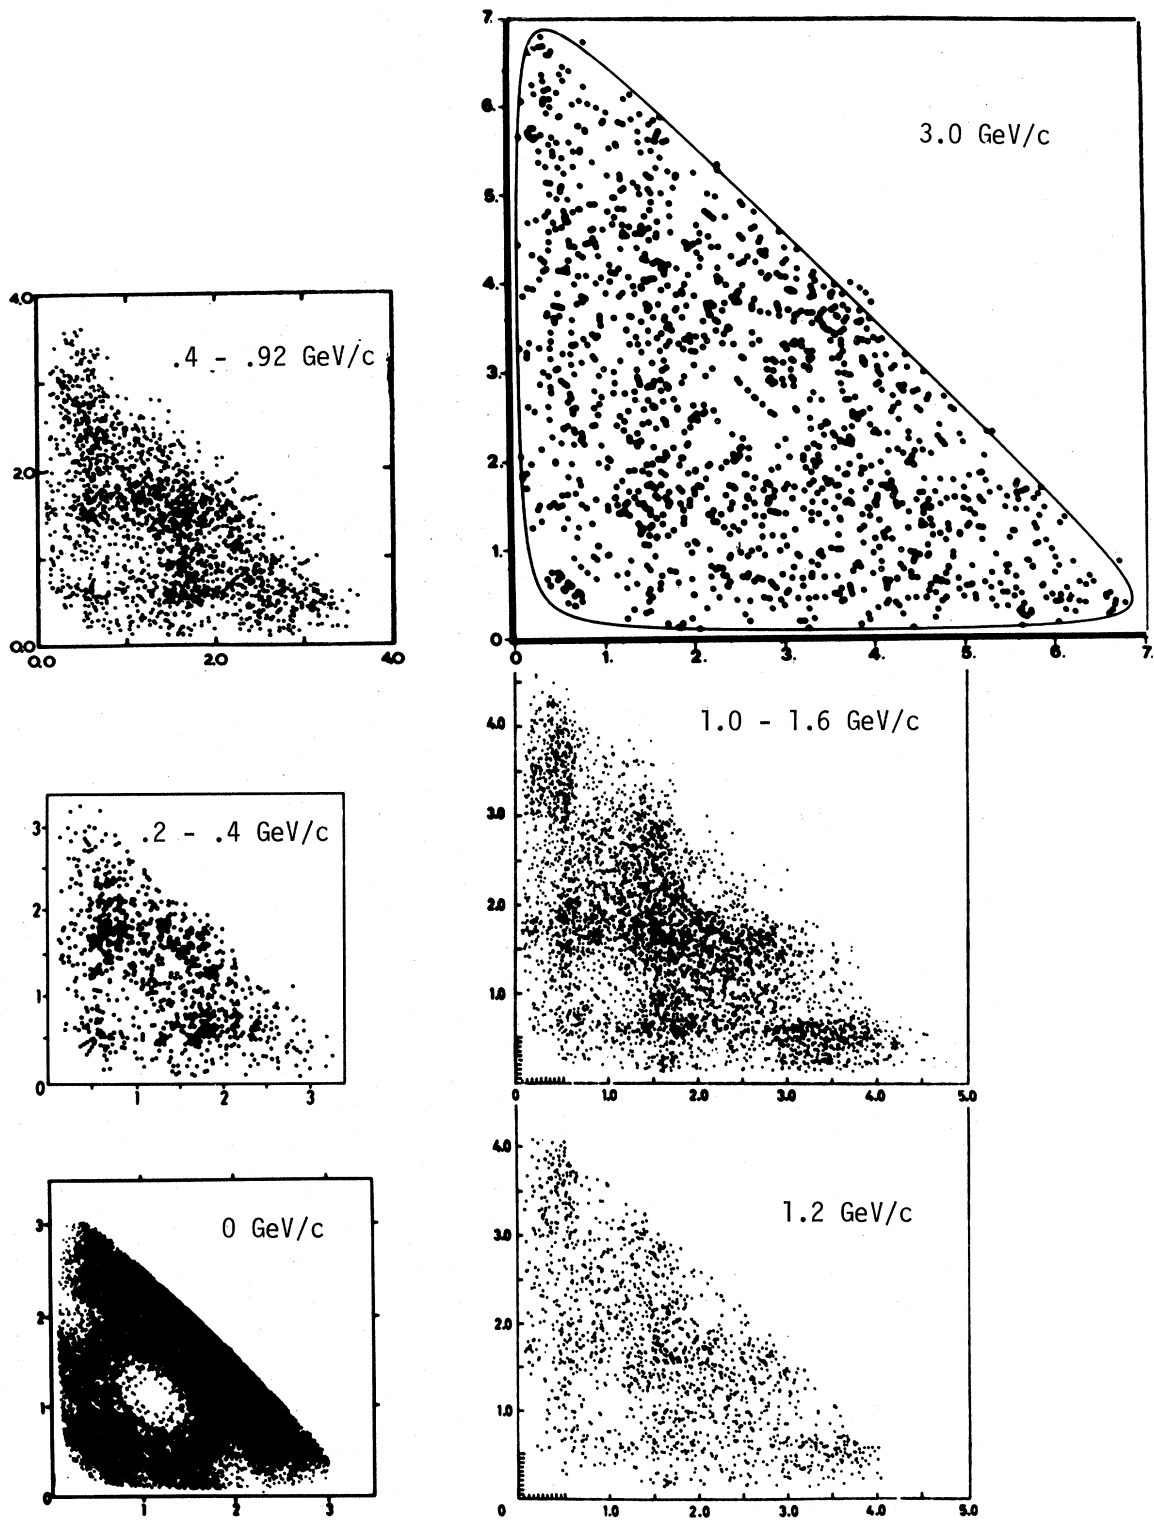 7.
6.
5.
4.
3.
2.
1.
0
0 1. 2. 3. 4. 5. 6. 7.
3.0 GeV/c
4.0
2.0
0.0
0.0 2.0 4.0
.4 - .92 GeV/c
4.0
3.0
2.0
1.0
0 1.0 2.0 3.0 4.0 5.0
1.0 - 1.6 GeV/c
3
2
1
0
1 2 3
.2 - .4 GeV/c
3
2
1
0
1 2 3
0 GeV/c
4.0
3.0
2.0
1.0
0 1.0 2.0 3.0 4.0 5.0
1.2 GeV/c